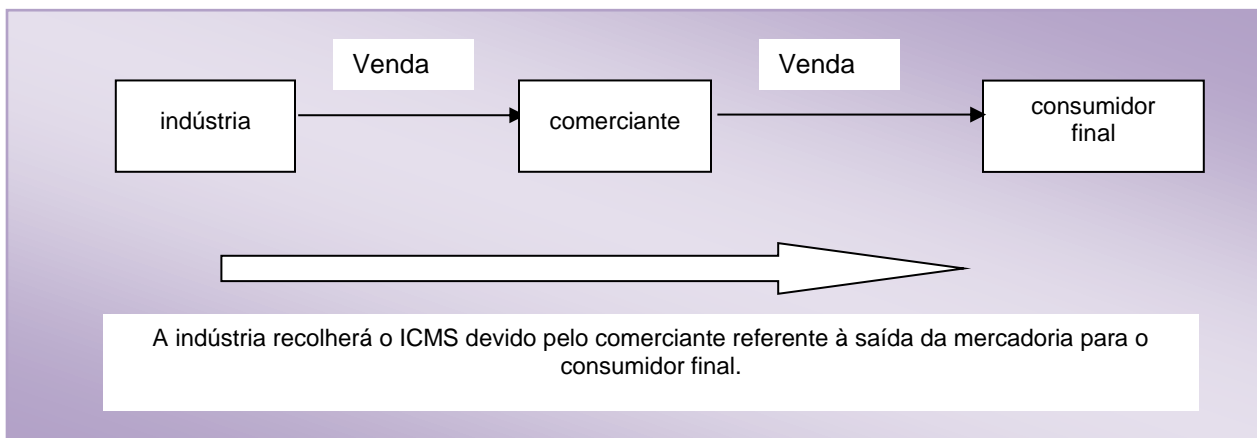 Venda
Venda
indústria
comerciante
consumidor
final
A indústria recolherá o ICMS devido pelo comerciante referente à saída da mercadoria para o
consumidor final.